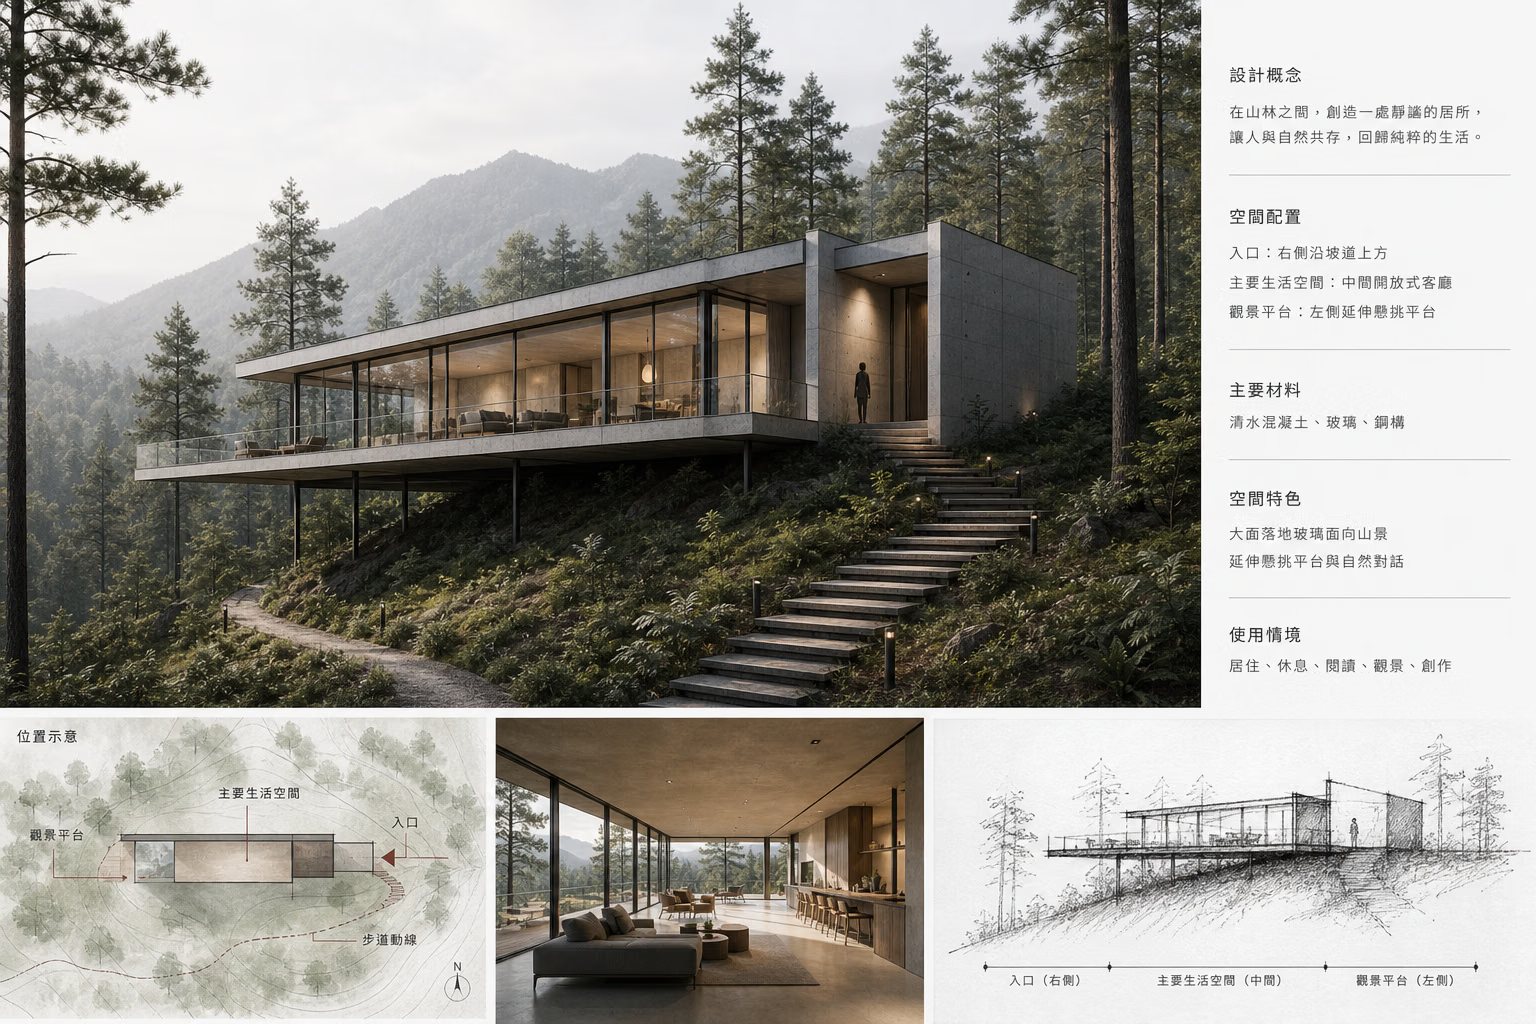 設計概念
在山林之間，創造一處靜謐的居所，
讓人與自然共存，回歸純粹的生活。
空間配置
入口：右側沿坡道上方
主要生活空間：中間開放式客廳
觀景平台：左側延伸懸挑平台
主要材料
清水混凝土、玻璃、鋼構
空間特色
大面落地玻璃面向山景
延伸懸挑平台與自然對話
使用情境
居住、休息、閱讀、觀景、創作
位置示意
主要生活空間
觀景平台
入口
步道動線
N
入口（右側）
主要生活空間（中間）
觀景平台（左側）